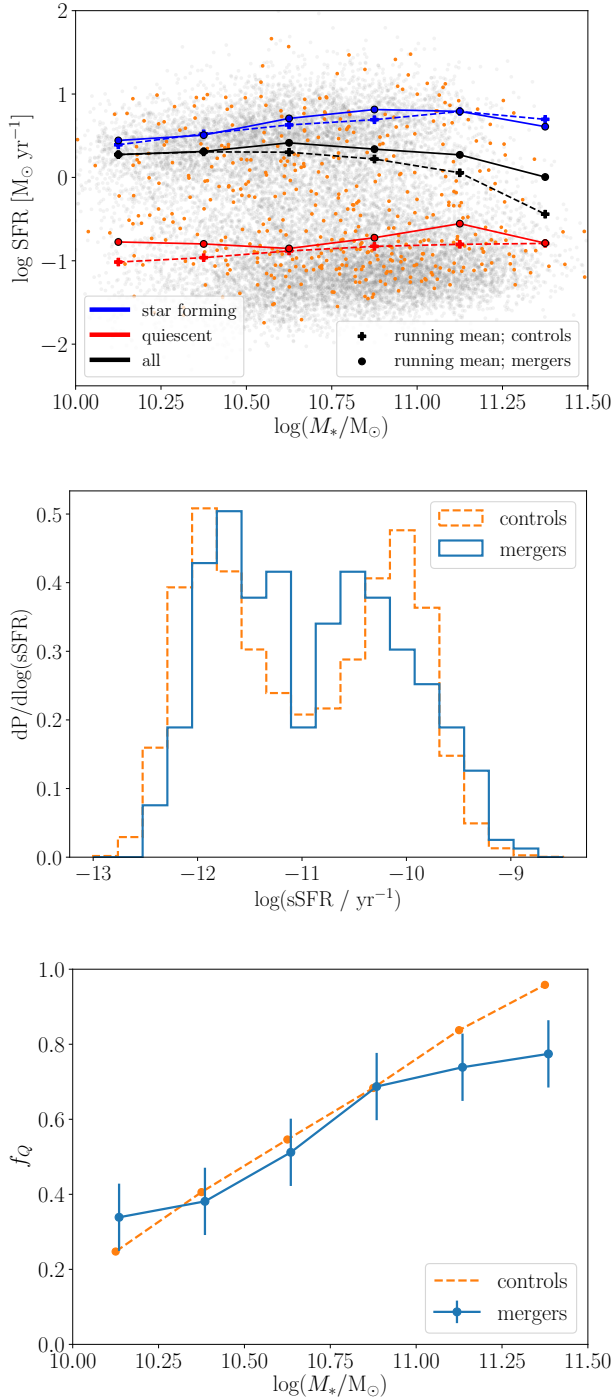 2
1
0
−1
−2
log SFR [M⊙ yr⁻¹]
star forming
quiescent
all
running mean; controls
running mean; mergers
10.00 10.25 10.50 10.75 11.00 11.25 11.50
log(M*/M⊙)
0.5
0.4
0.3
0.2
0.1
0.0
dP/dlog(sSFR)
controls
mergers
−13 −12 −11 −10 −9
log(sSFR / yr⁻¹)
1.0
0.8
0.6
0.4
0.2
0.0
f_Q
controls
mergers
10.00 10.25 10.50 10.75 11.00 11.25 11.50
log(M*/M⊙)